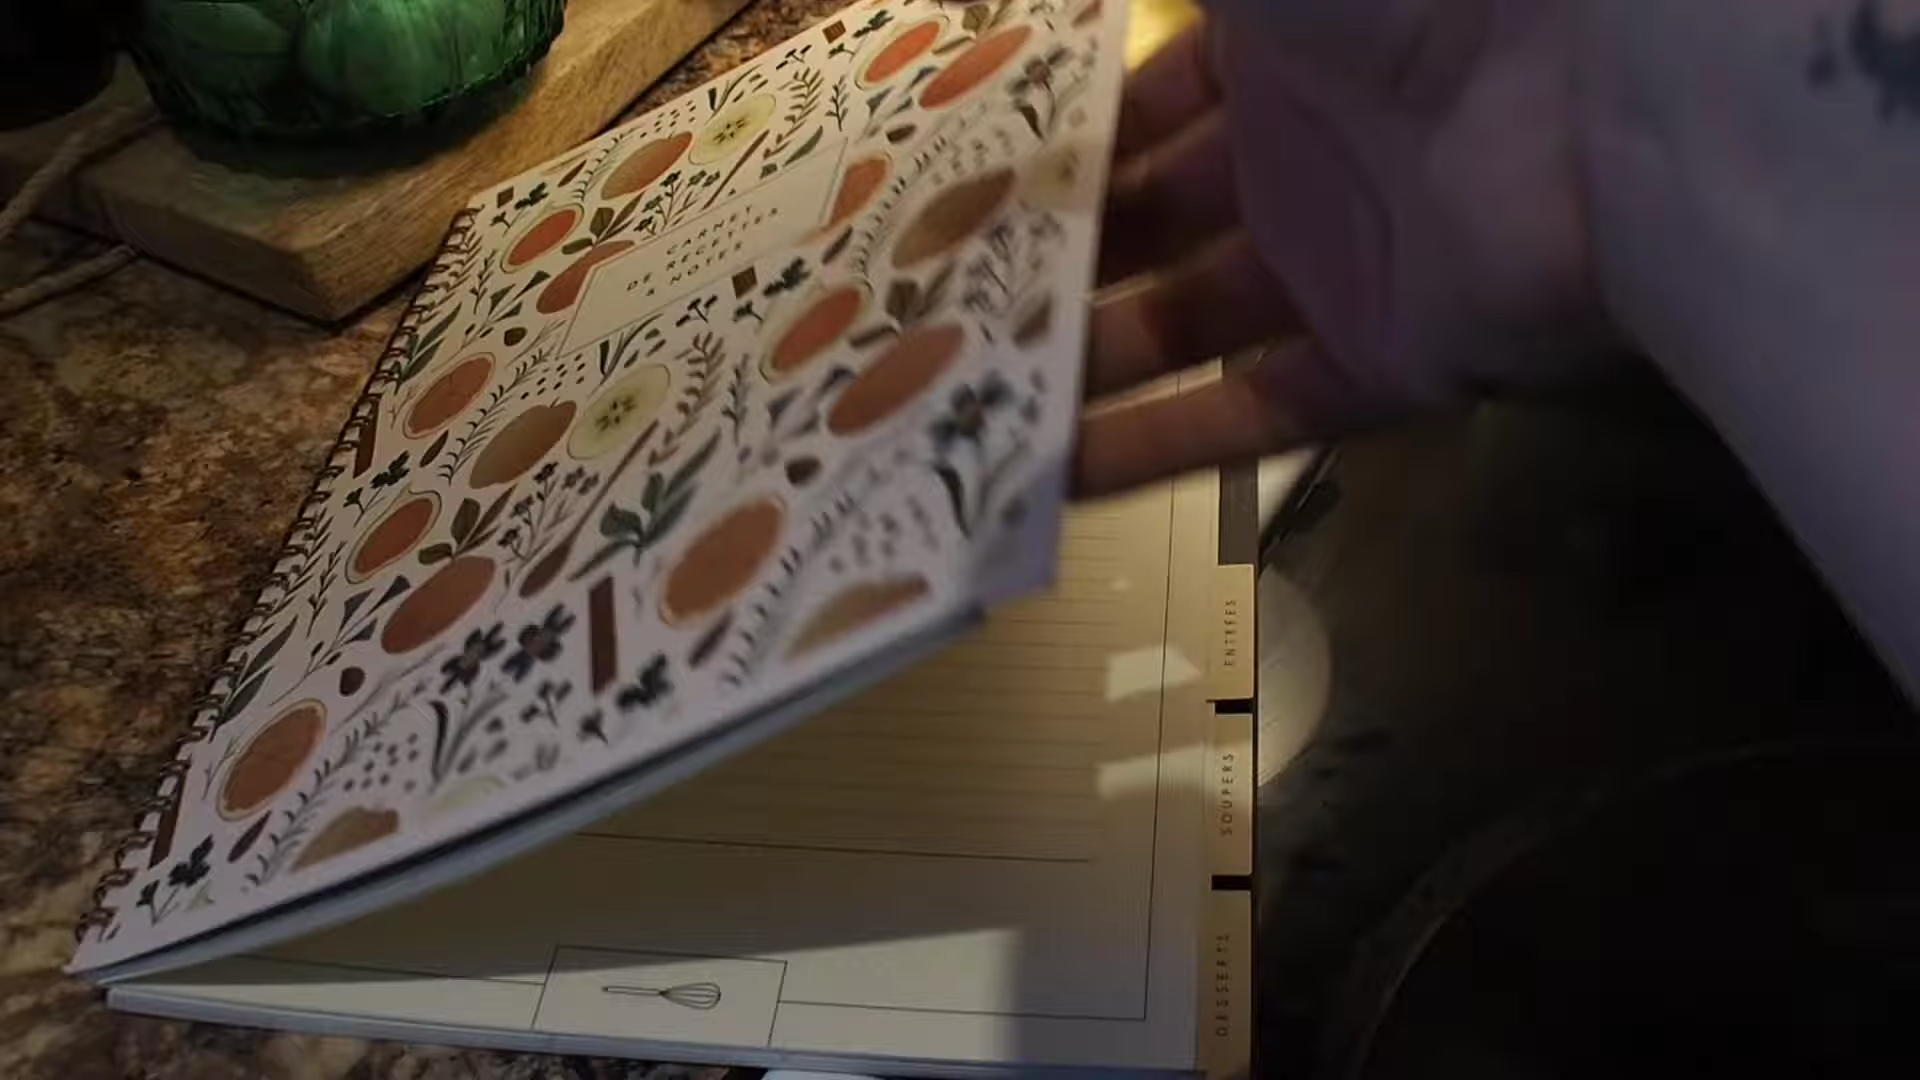 CARNET
DE RECETTES
& NOTES
ENTRÉES
SOUPERS
DESSERTS